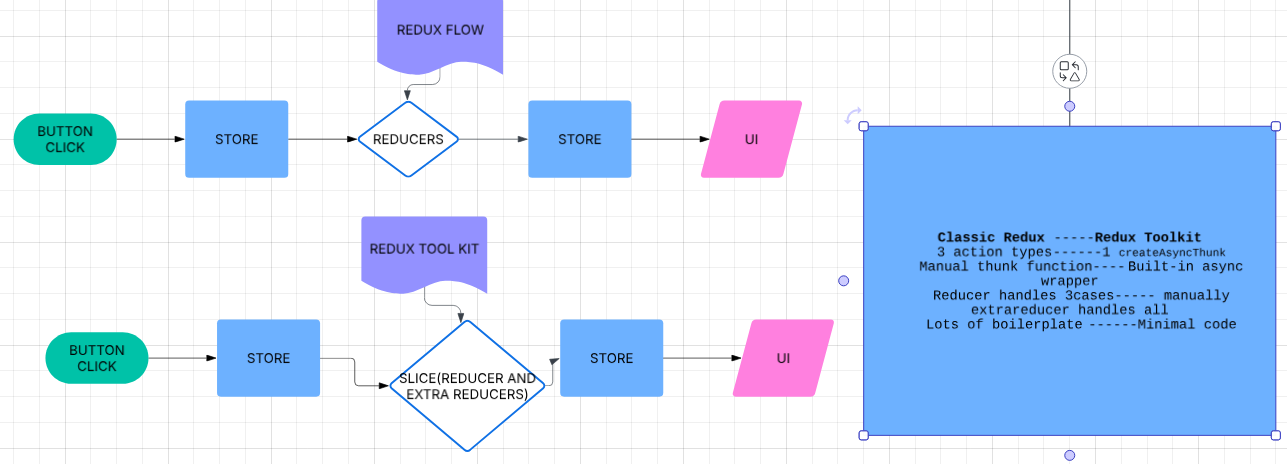 REDUX FLOW
BUTTON
CLICK
STORE
REDUCERS
STORE
UI
REDUX TOOL KIT
BUTTON
CLICK
STORE
SLICE(REDUCER AND
EXTRA REDUCERS)
STORE
UI
Classic Redux -----Redux Toolkit
3 action types------1 createAsyncThunk
Manual thunk function----Built-in async
wrapper
Reducer handles 3cases----- manually
extrareducer handles all
Lots of boilerplate ------Minimal code